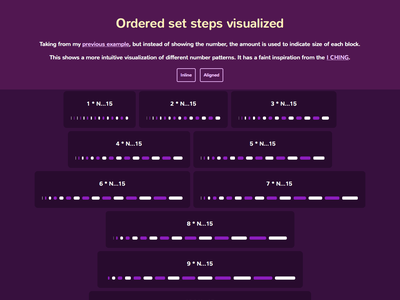 Ordered set steps visualized
Taking from my previous example, but instead of showing the number, the amount is used to indicate size of each block.
This shows a more intuitive visualization of different number patterns. It has a faint inspiration from the I CHING.
Inline Aligned
1 * N...15 2 * N...15 3 * N...15
4 * N...15 5 * N...15
6 * N...15 7 * N...15
8 * N...15
9 * N...15